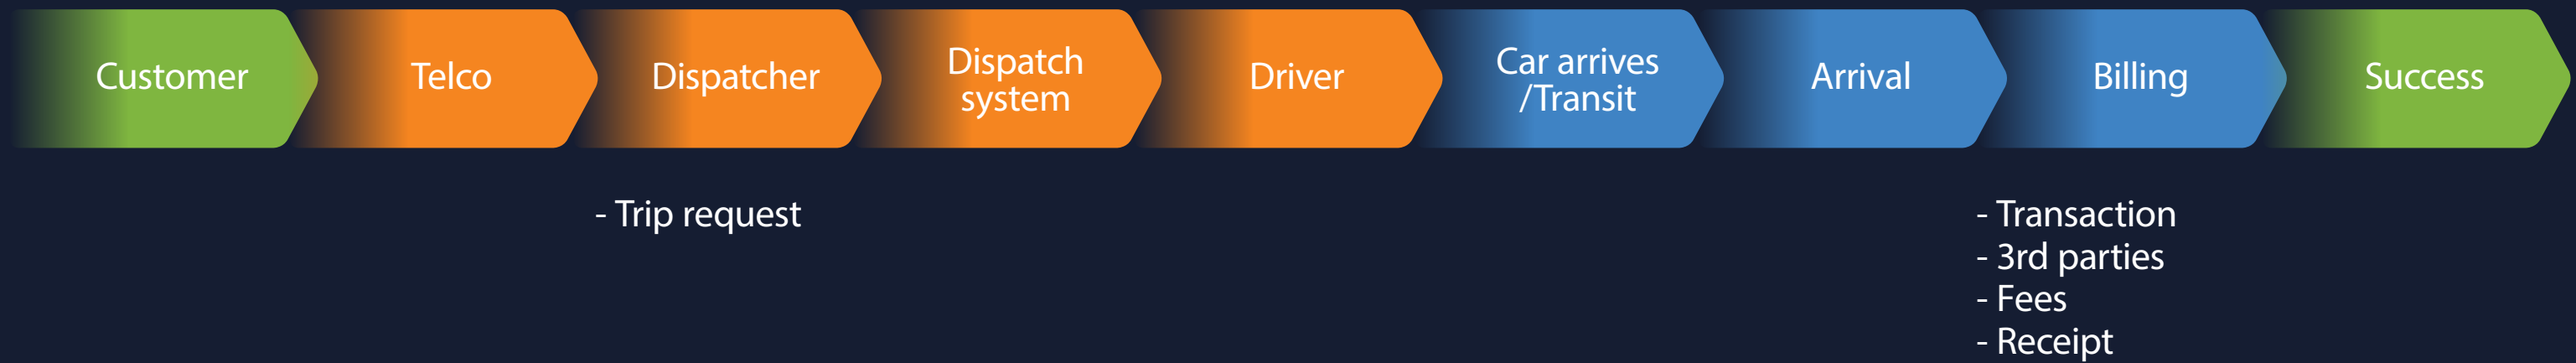 Customer
Telco
Dispatcher
Dispatch
system
Driver
Car arrives
/Transit
Arrival
Billing
Success
- Trip request
- Transaction
- 3rd parties
- Fees
- Receipt